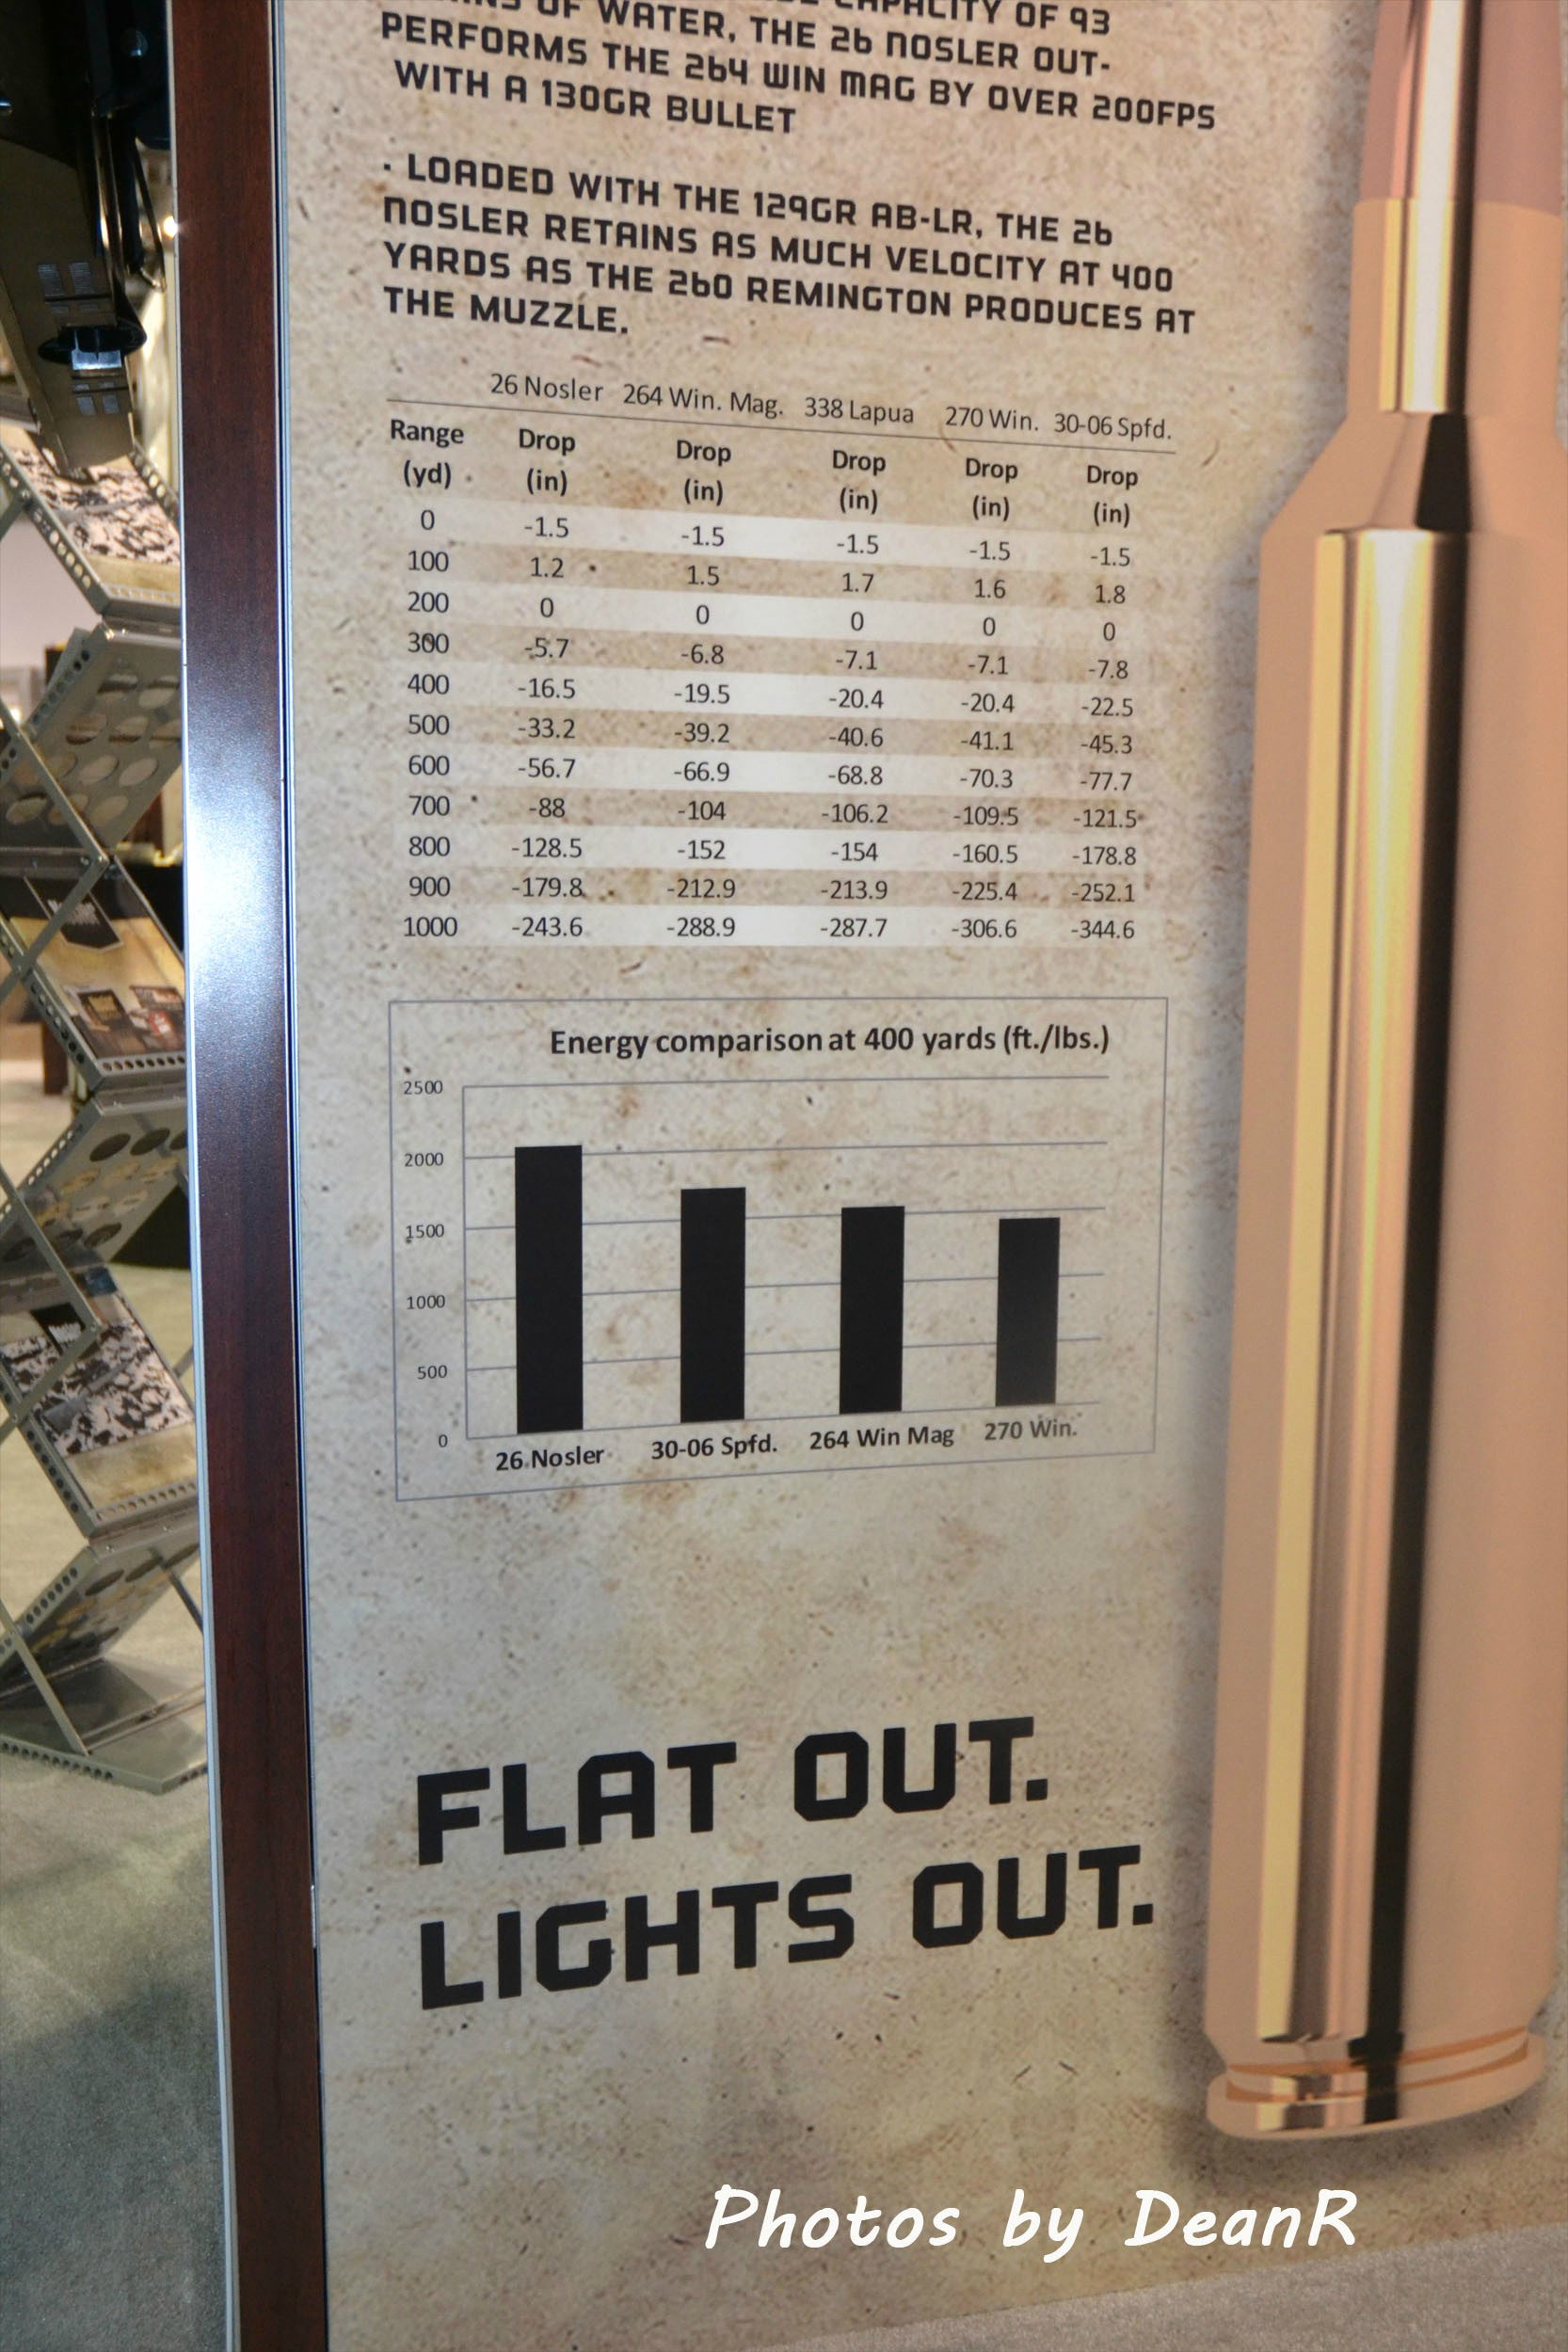 OF WATER, THE 26 NOSLER OUT-
CAPACITY OF 93
PERFORMS THE 264 WIN MAG BY OVER 200FPS
WITH A 130GR BULLET
· LOADED WITH THE 129GR AB-LR, THE 26
NOSLER RETAINS AS MUCH VELOCITY AT 400
YARDS AS THE 260 REMINGTON PRODUCES AT
THE MUZZLE.
26 Nosler 264 Win. Mag. 338 Lapua 270 Win. 30-06 Spfd.
Range Drop Drop Drop Drop Drop
(yd) (in) (in) (in) (in) (in)
0 -1.5 -1.5 -1.5 -1.5 -1.5
100 1.2 1.5 1.7 1.6 1.8
200 0 0 0 0 0
300 -5.7 -6.8 -7.1 -7.1 -7.8
400 -16.5 -19.5 -20.4 -20.4 -22.5
500 -33.2 -39.2 -40.6 -41.1 -45.3
600 -56.7 -66.9 -68.8 -70.3 -77.7
700 -88 -104 -106.2 -109.5 -121.5
800 -128.5 -152 -154 -160.5 -178.8
900 -179.8 -212.9 -213.9 -225.4 -252.1
1000 -243.6 -288.9 -287.7 -306.6 -344.6
Energy comparison at 400 yards (ft./lbs.)
2500
2000
1500
1000
500
0
26 Nosler 30-06 Spfd. 264 Win Mag 270 Win.
FLAT OUT.
LIGHTS OUT.
Photos by DeanR